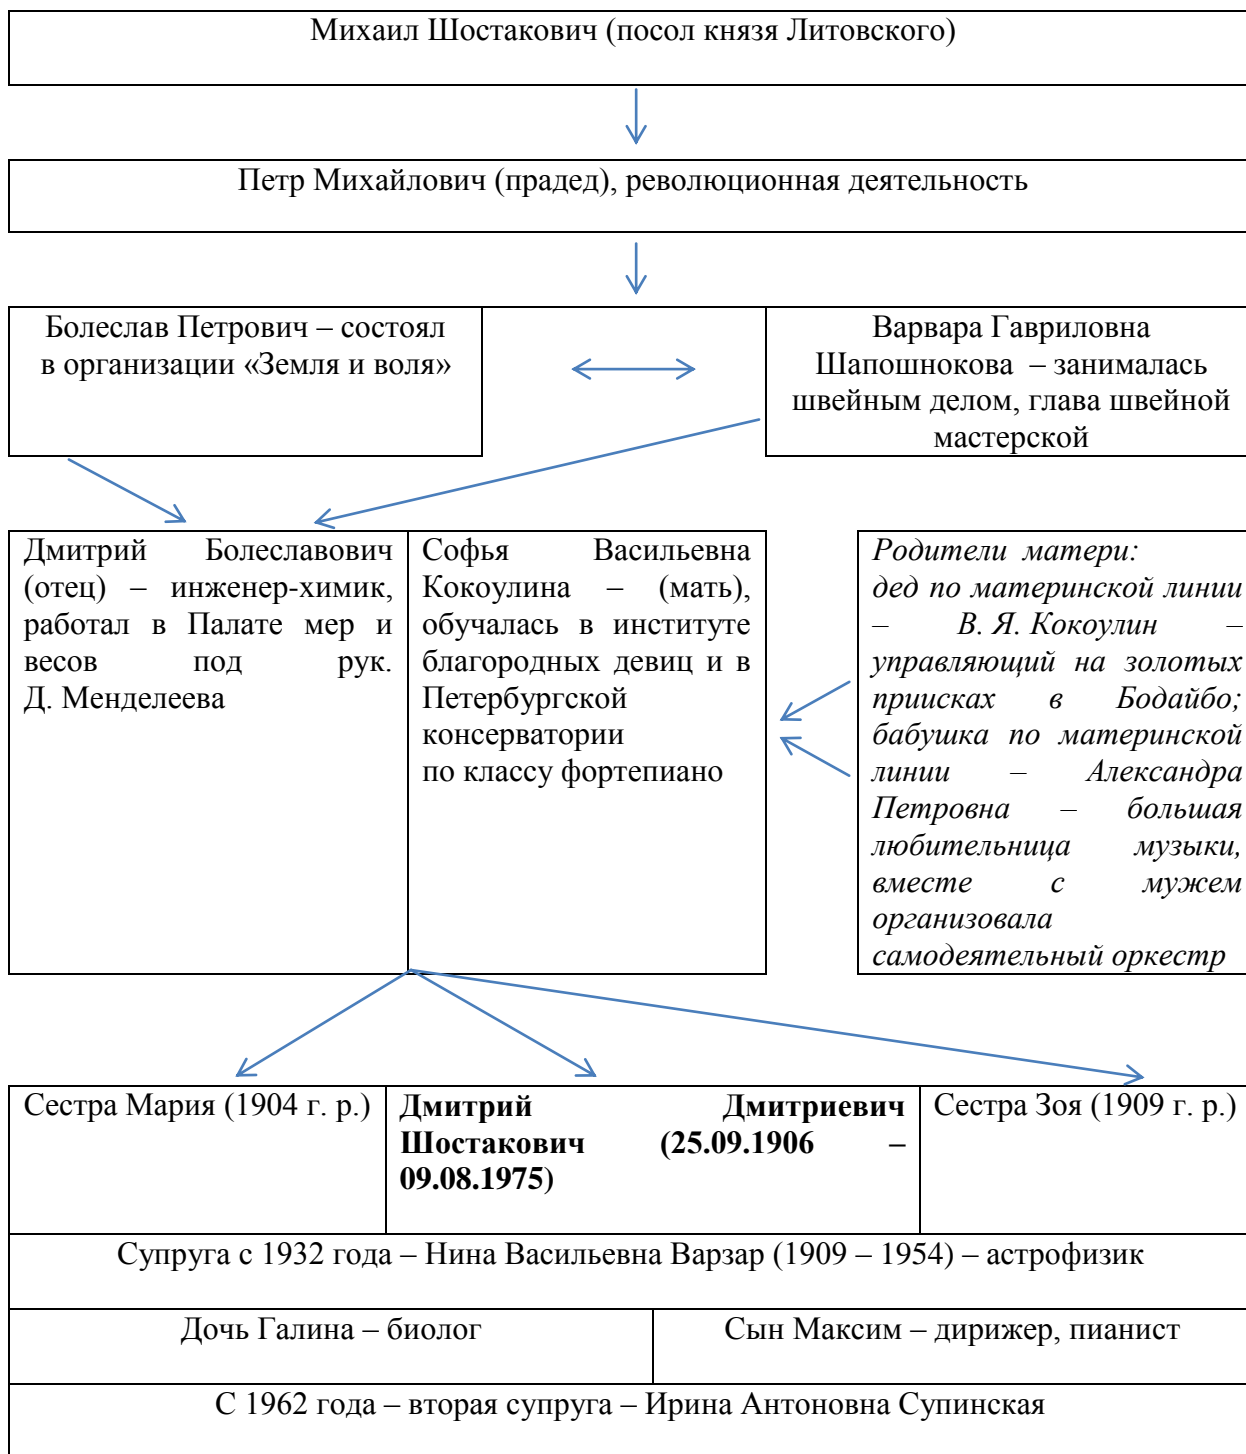 Михаил Шостакович (посол князя Литовского)
Петр Михайлович (прадед), революционная деятельность
Болеслав Петрович – состоял
в организации «Земля и воля»
Варвара Гавриловна
Шапошнокова – занималась
швейным делом, глава швейной
мастерской
Дмитрий Болеславович
(отец) – инженер-химик,
работал в Палате мер и
весов под рук.
Д. Менделеева
Софья Васильевна
Кокоулина – (мать),
обучалась в институте
благородных девиц и в
Петербургской
консерватории
по классу фортепиано
Родители матери:
дед по материнской линии
– В. Я. Кокоулин –
управляющий на золотых
приисках в Бодайбо;
бабушка по материнской
линии – Александра
Петровна – большая
любительница музыки,
вместе с мужем
организовала
самодеятельный оркестр
Сестра Мария (1904 г. р.)
Дмитрий Дмитриевич
Шостакович (25.09.1906 –
09.08.1975)
Сестра Зоя (1909 г. р.)
Супруга с 1932 года – Нина Васильевна Варзар (1909 – 1954) – астрофизик
Дочь Галина – биолог
Сын Максим – дирижер, пианист
С 1962 года – вторая супруга – Ирина Антоновна Супинская